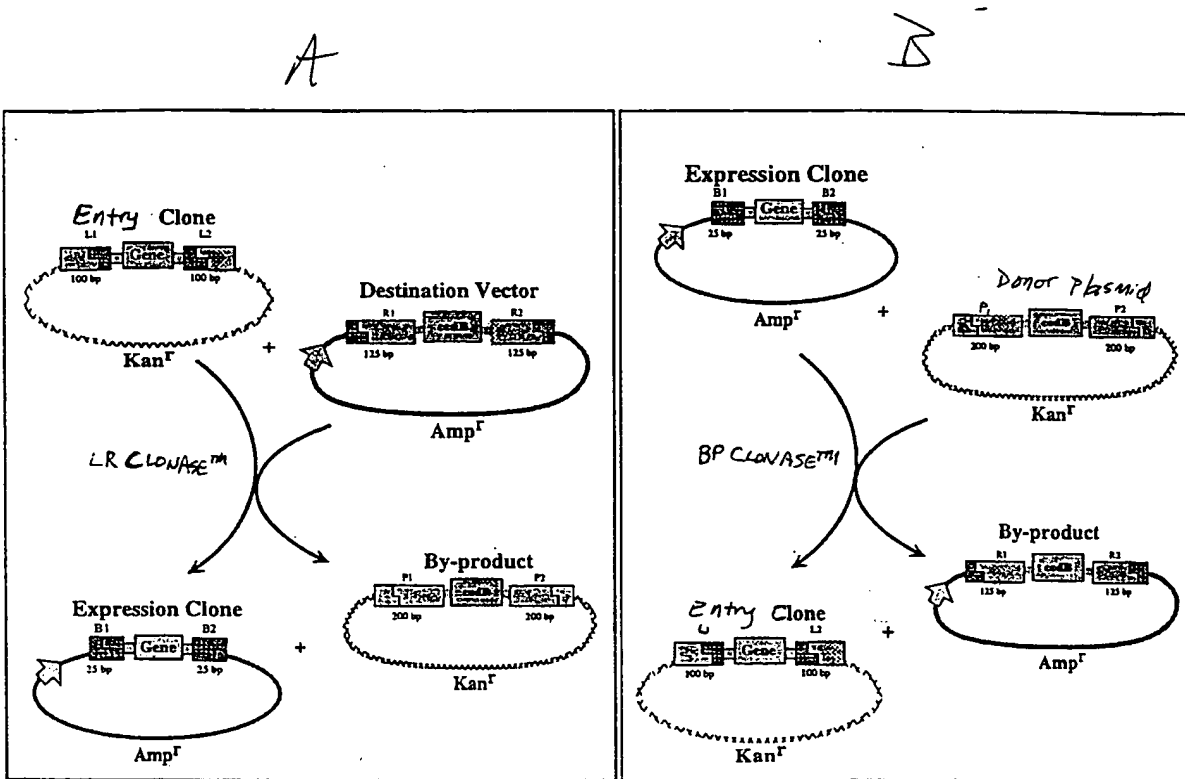 A
B
Entry Clone
L1
L2
Gene
100 bp
100 bp
Kanr
+
Destination Vector
R1
R2
ccdB
125 bp
125 bp
Ampr
LR CLONASE™
Expression Clone
B1
B2
Gene
25 bp
25 bp
Ampr
+
By-product
P1
P2
ccdB
200 bp
200 bp
Kanr
Expression Clone
B1
B2
Gene
25 bp
25 bp
Ampr
+
Donor Plasmid
P1
P2
ccdB
200 bp
200 bp
Kanr
BP CLONASE™
Entry Clone
L2
Gene
100 bp
100 bp
Kanr
+
By-product
R1
R2
ccdB
125 bp
125 bp
Ampr